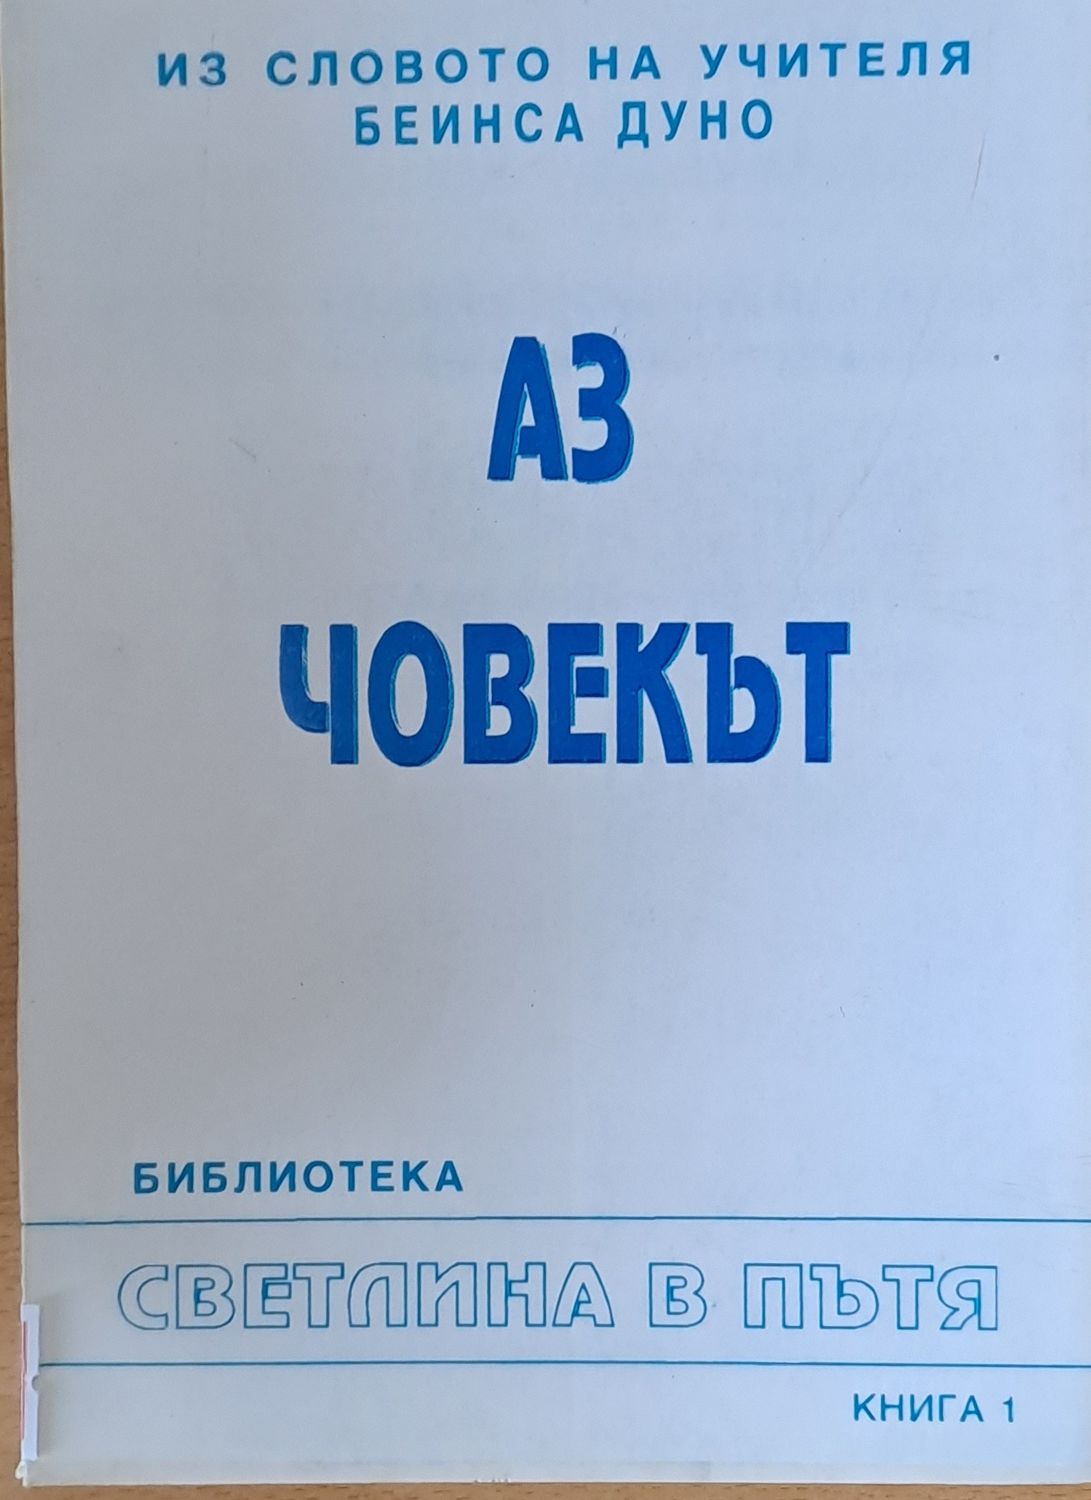 ИЗ СЛОВОТО НА УЧИТЕЛЯ
БЕИНСА ДУНО
АЗ
ЧОВЕКЪТ
БИБЛИОТЕКА
СВЕТЛИНА В ПЪТЯ
КНИГА 1